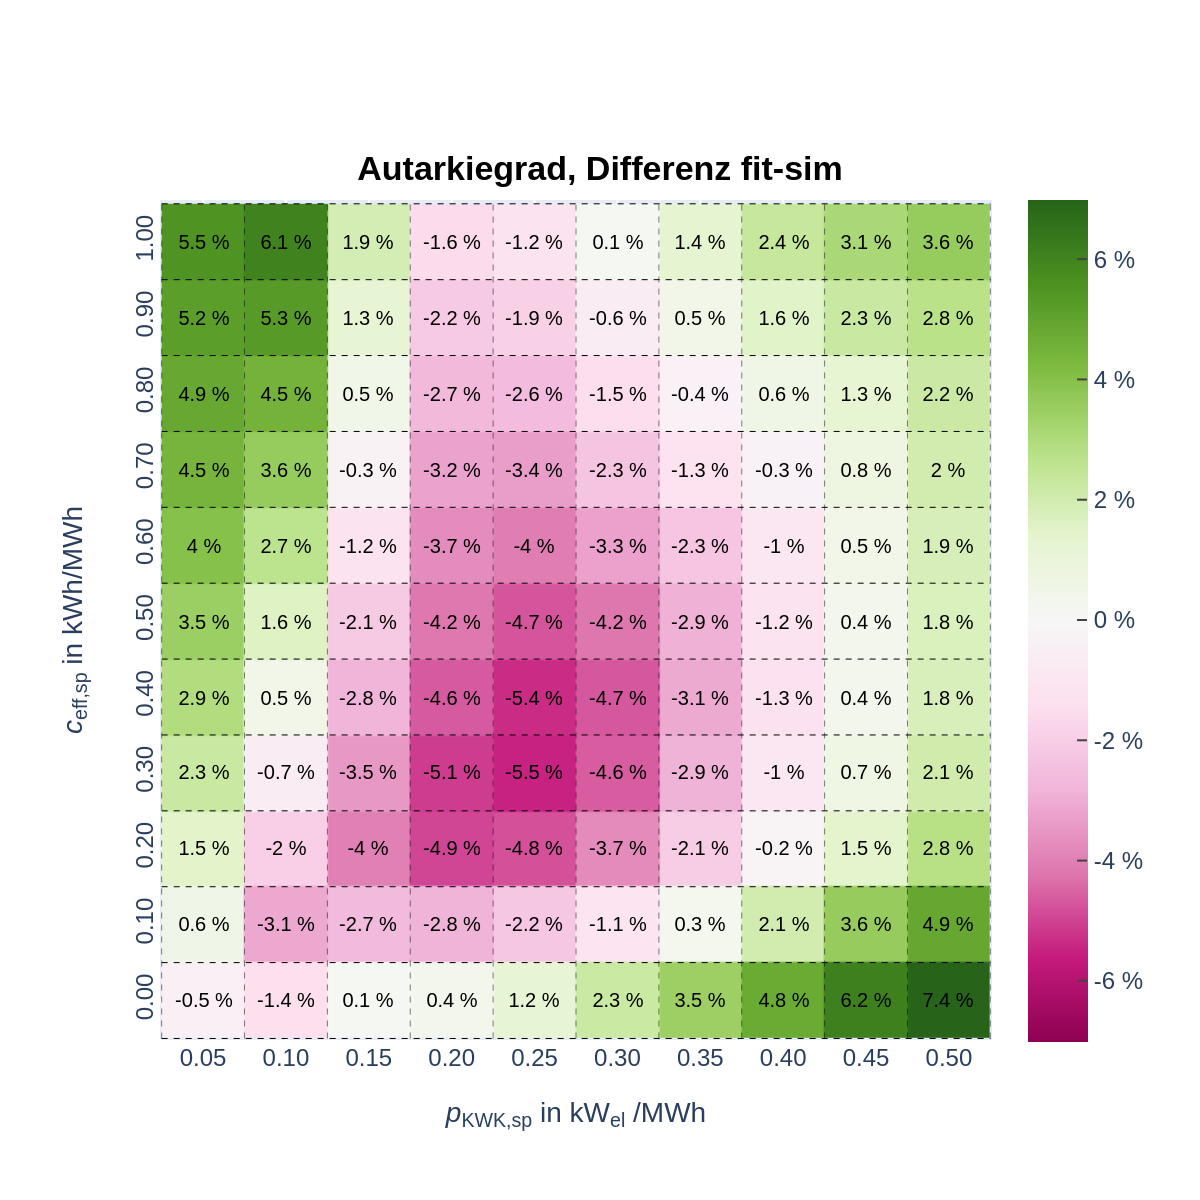 Autarkiegrad, Differenz fit-sim
1.00 5.5 % 6.1 % 1.9 % -1.6 % -1.2 % 0.1 % 1.4 % 2.4 % 3.1 % 3.6 %
0.90 5.2 % 5.3 % 1.3 % -2.2 % -1.9 % -0.6 % 0.5 % 1.6 % 2.3 % 2.8 %
0.80 4.9 % 4.5 % 0.5 % -2.7 % -2.6 % -1.5 % -0.4 % 0.6 % 1.3 % 2.2 %
0.70 4.5 % 3.6 % -0.3 % -3.2 % -3.4 % -2.3 % -1.3 % -0.3 % 0.8 % 2 %
0.60 4 % 2.7 % -1.2 % -3.7 % -4 % -3.3 % -2.3 % -1 % 0.5 % 1.9 %
0.50 3.5 % 1.6 % -2.1 % -4.2 % -4.7 % -4.2 % -2.9 % -1.2 % 0.4 % 1.8 %
0.40 2.9 % 0.5 % -2.8 % -4.6 % -5.4 % -4.7 % -3.1 % -1.3 % 0.4 % 1.8 %
0.30 2.3 % -0.7 % -3.5 % -5.1 % -5.5 % -4.6 % -2.9 % -1 % 0.7 % 2.1 %
0.20 1.5 % -2 % -4 % -4.9 % -4.8 % -3.7 % -2.1 % -0.2 % 1.5 % 2.8 %
0.10 0.6 % -3.1 % -2.7 % -2.8 % -2.2 % -1.1 % 0.3 % 2.1 % 3.6 % 4.9 %
0.00 -0.5 % -1.4 % 0.1 % 0.4 % 1.2 % 2.3 % 3.5 % 4.8 % 6.2 % 7.4 %
0.05 0.10 0.15 0.20 0.25 0.30 0.35 0.40 0.45 0.50
p KWK,sp in kW el /MWh
c eff,sp in kWh/MWh
6 %
4 %
2 %
0 %
-2 %
-4 %
-6 %